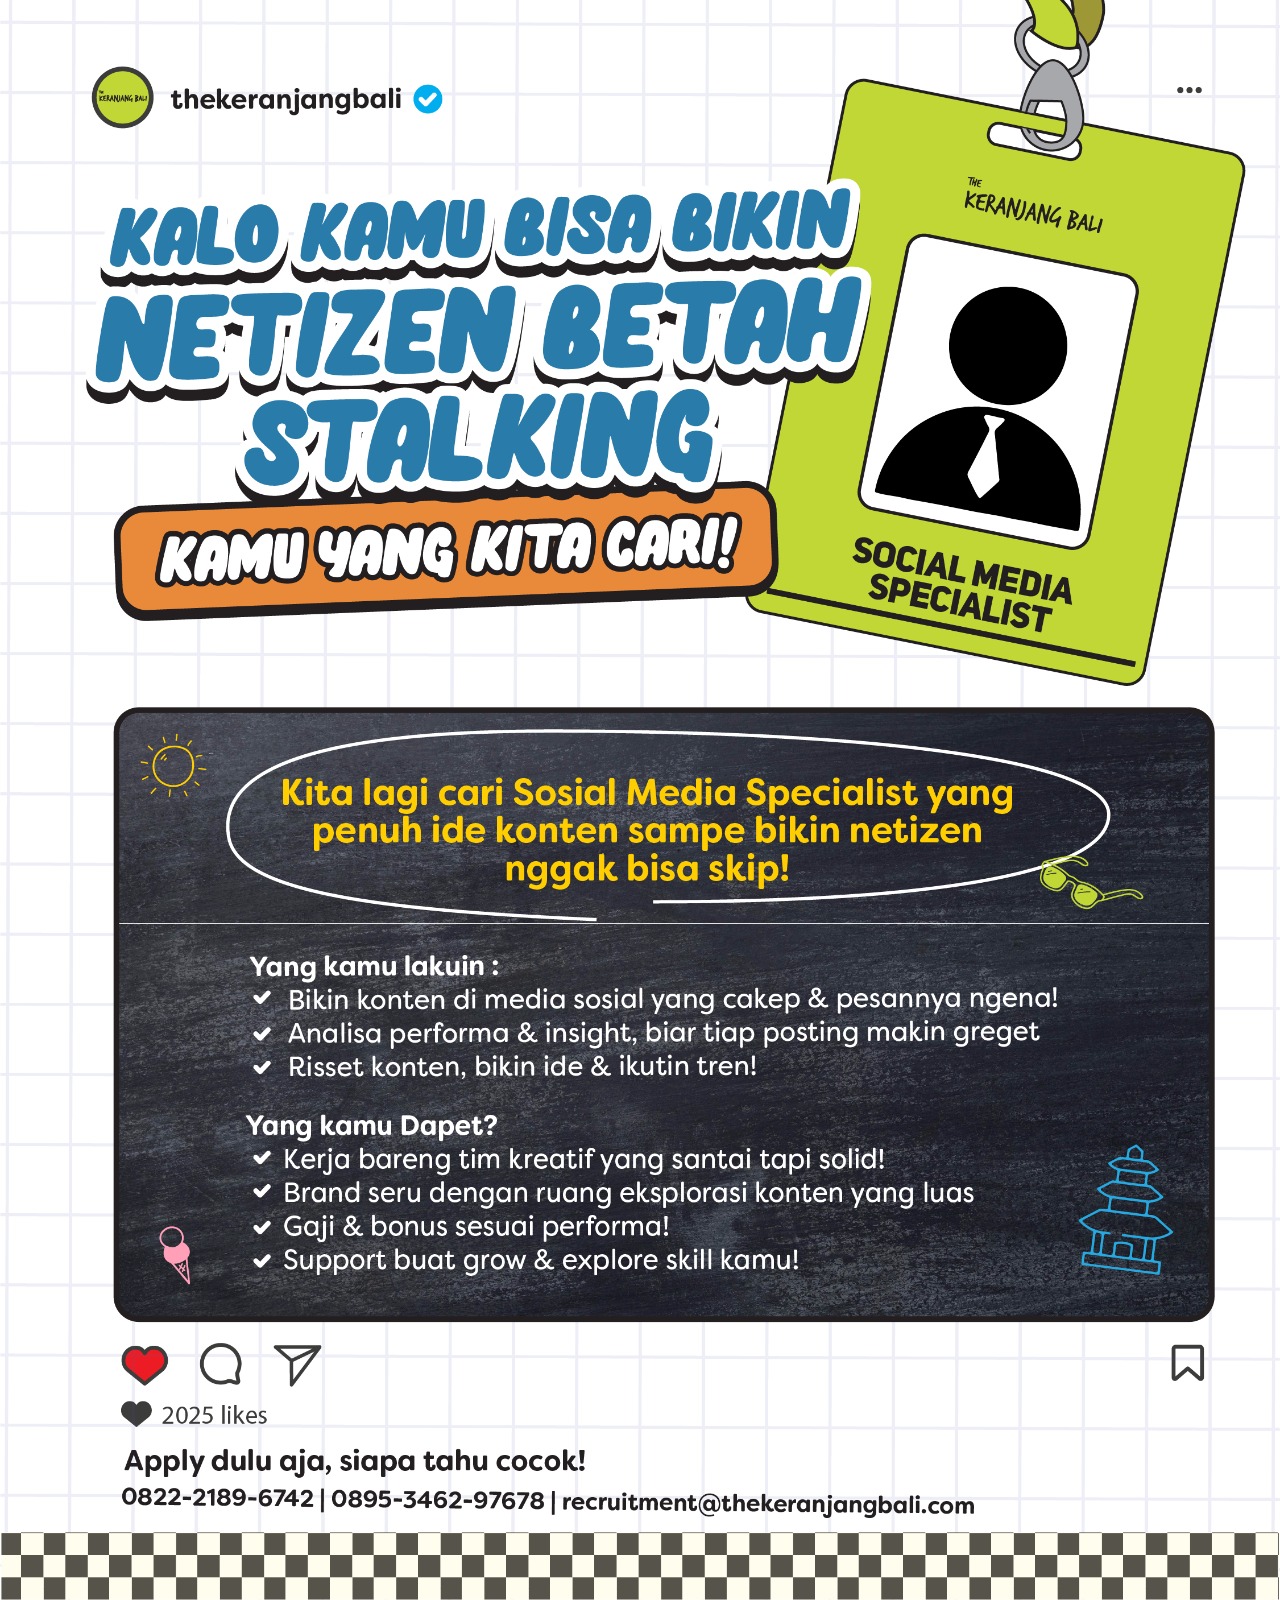 THE
KERANJANG BALI
thekeranjangbali
THE
KERANJANG BALI
KALO KAMU BISA BIKIN
NETIZEN BETAH
STALKING
KAMU YANG KITA CARI!
SOCIAL MEDIA
SPECIALIST
Kita lagi cari Sosial Media Specialist yang
penuh ide konten sampe bikin netizen
nggak bisa skip!
Yang kamu lakuin :
Bikin konten di media sosial yang cakep & pesannya ngena!
Analisa performa & insight, biar tiap posting makin greget
Risset konten, bikin ide & ikutin tren!
Yang kamu Dapet?
Kerja bareng tim kreatif yang santai tapi solid!
Brand seru dengan ruang eksplorasi konten yang luas
Gaji & bonus sesuai performa!
Support buat grow & explore skill kamu!
2025 likes
Apply dulu aja, siapa tahu cocok!
0822-2189-6742 | 0895-3462-97678 | recruitment@thekeranjangbali.com